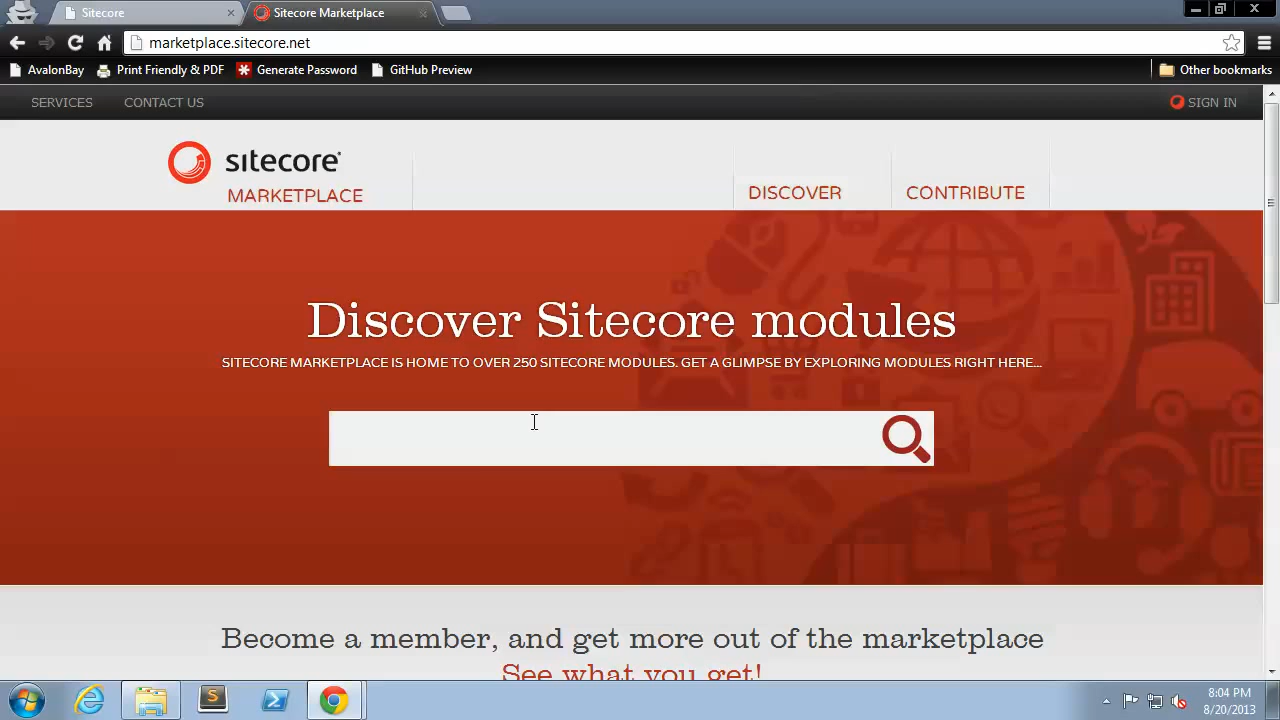 Sitecore
Sitecore Marketplace
marketplace.sitecore.net
AvalonBay
Print Friendly & PDF
Generate Password
GitHub Preview
Other bookmarks
SERVICES
CONTACT US
SIGN IN
sitecore
MARKETPLACE
DISCOVER
CONTRIBUTE
Discover Sitecore modules
SITECORE MARKETPLACE IS HOME TO OVER 250 SITECORE MODULES. GET A GLIMPSE BY EXPLORING MODULES RIGHT HERE...
Become a member, and get more out of the marketplace
See what you get!
8:04 PM
8/20/2013